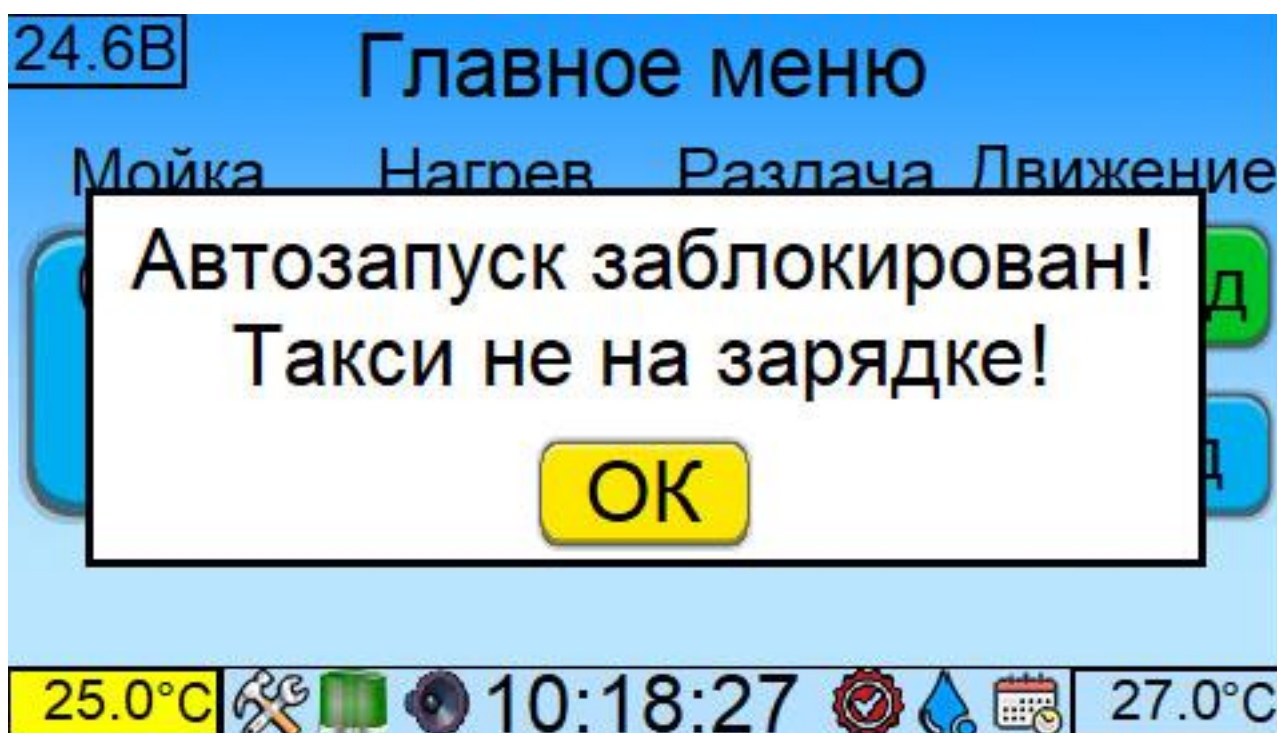 24.6В
Главное меню
Мойка Нагрев Раздача Движение
Автозапуск заблокирован!
Такси не на зарядке!
ОК
25.0°C 10:18:27 27.0°C